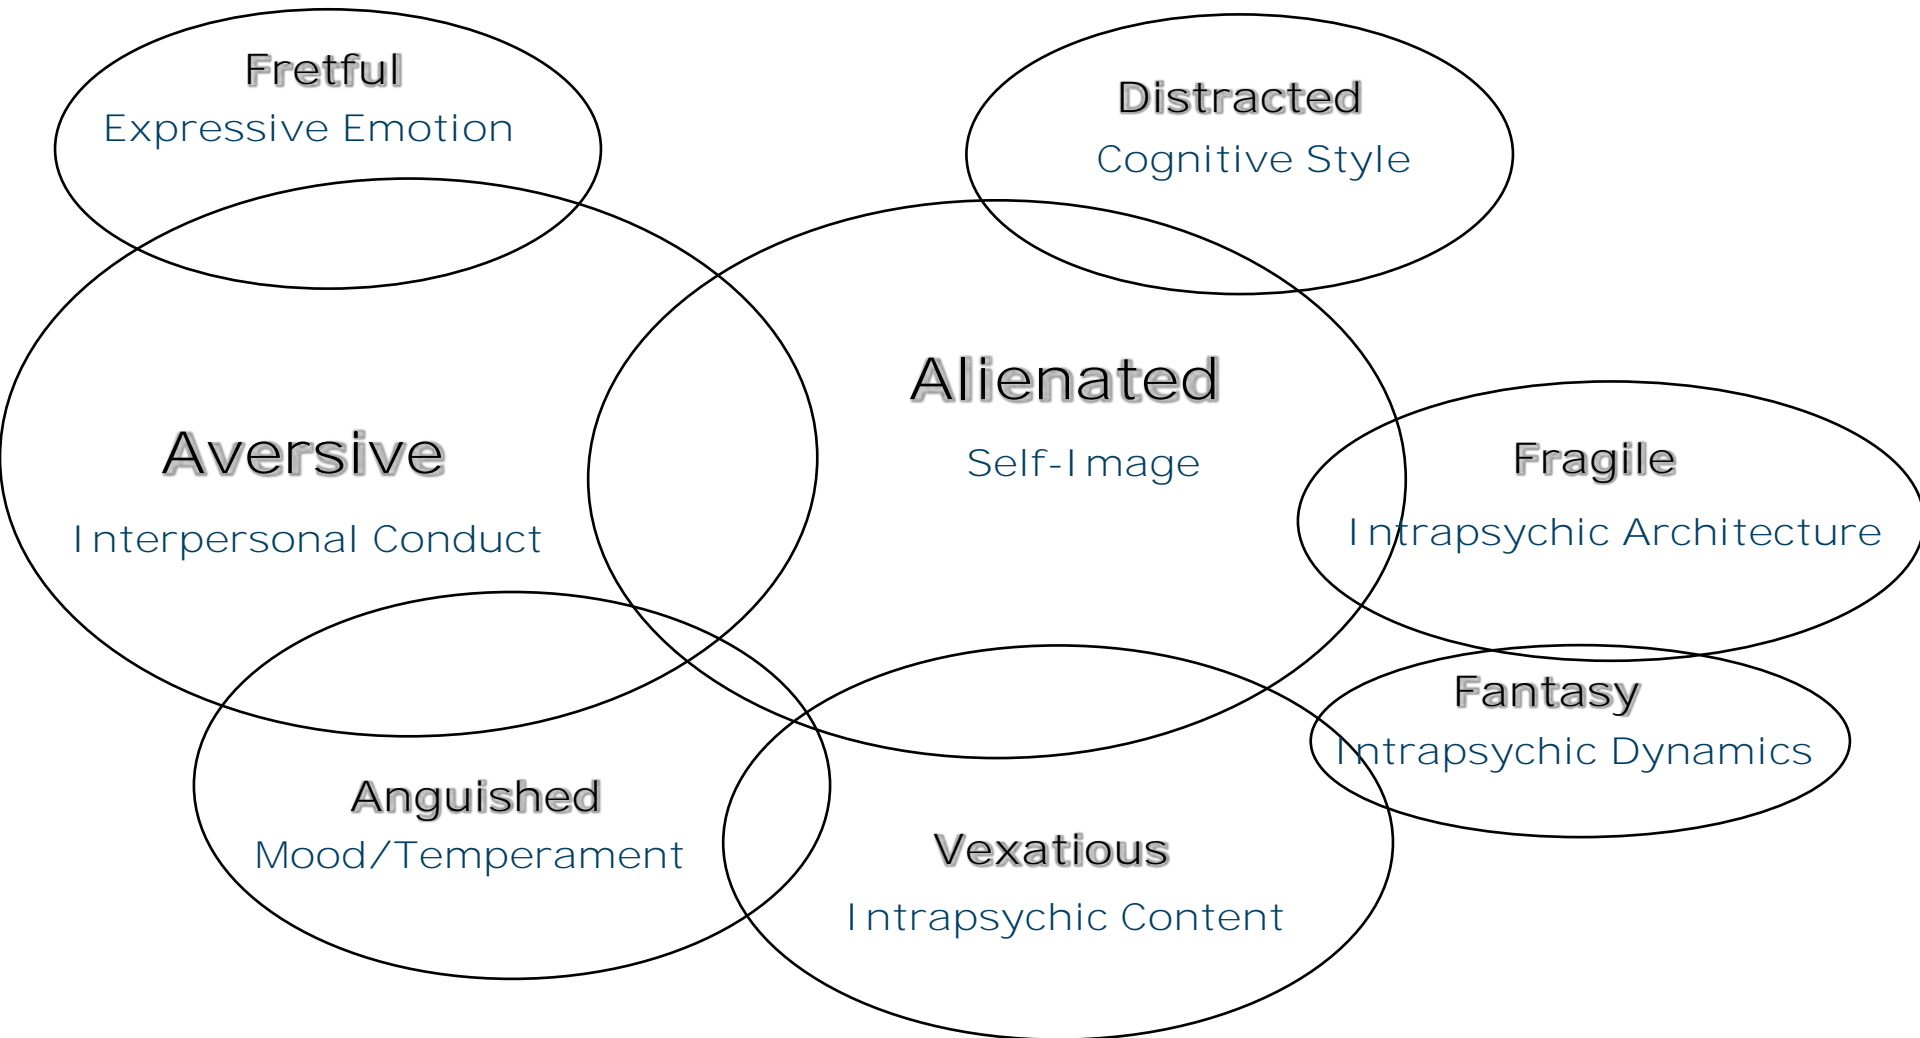 Fretful
Expressive Emotion
Distracted
Cognitive Style
Alienated
Self-Image
Aversive
Interpersonal Conduct
Fragile
Intrapsychic Architecture
Fantasy
Intrapsychic Dynamics
Anguished
Mood/Temperament
Vexatious
Intrapsychic Content